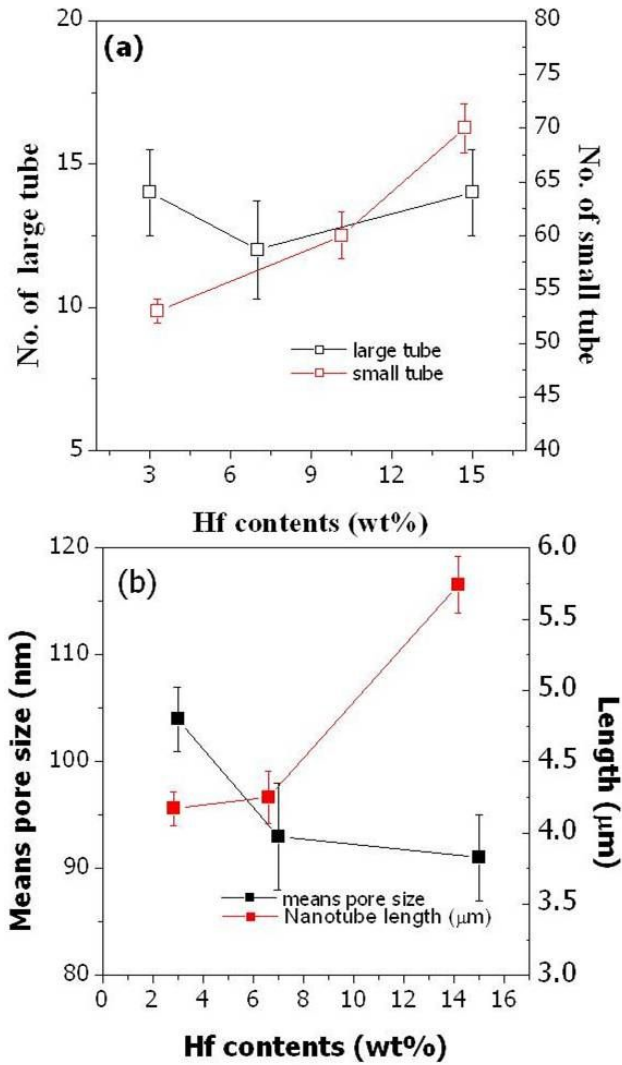 (a)
20
15
10
5
No. of large tube
80
75
70
65
60
55
50
45
40
No. of small tube
large tube
small tube
3 6 9 12 15
Hf contents (wt%)
(b)
120
110
100
90
80
Means pore size (nm)
6.0
5.5
5.0
4.5
4.0
3.5
3.0
Length (μm)
means pore size
Nanotube length (μm)
0 2 4 6 8 10 12 14 16
Hf contents (wt%)